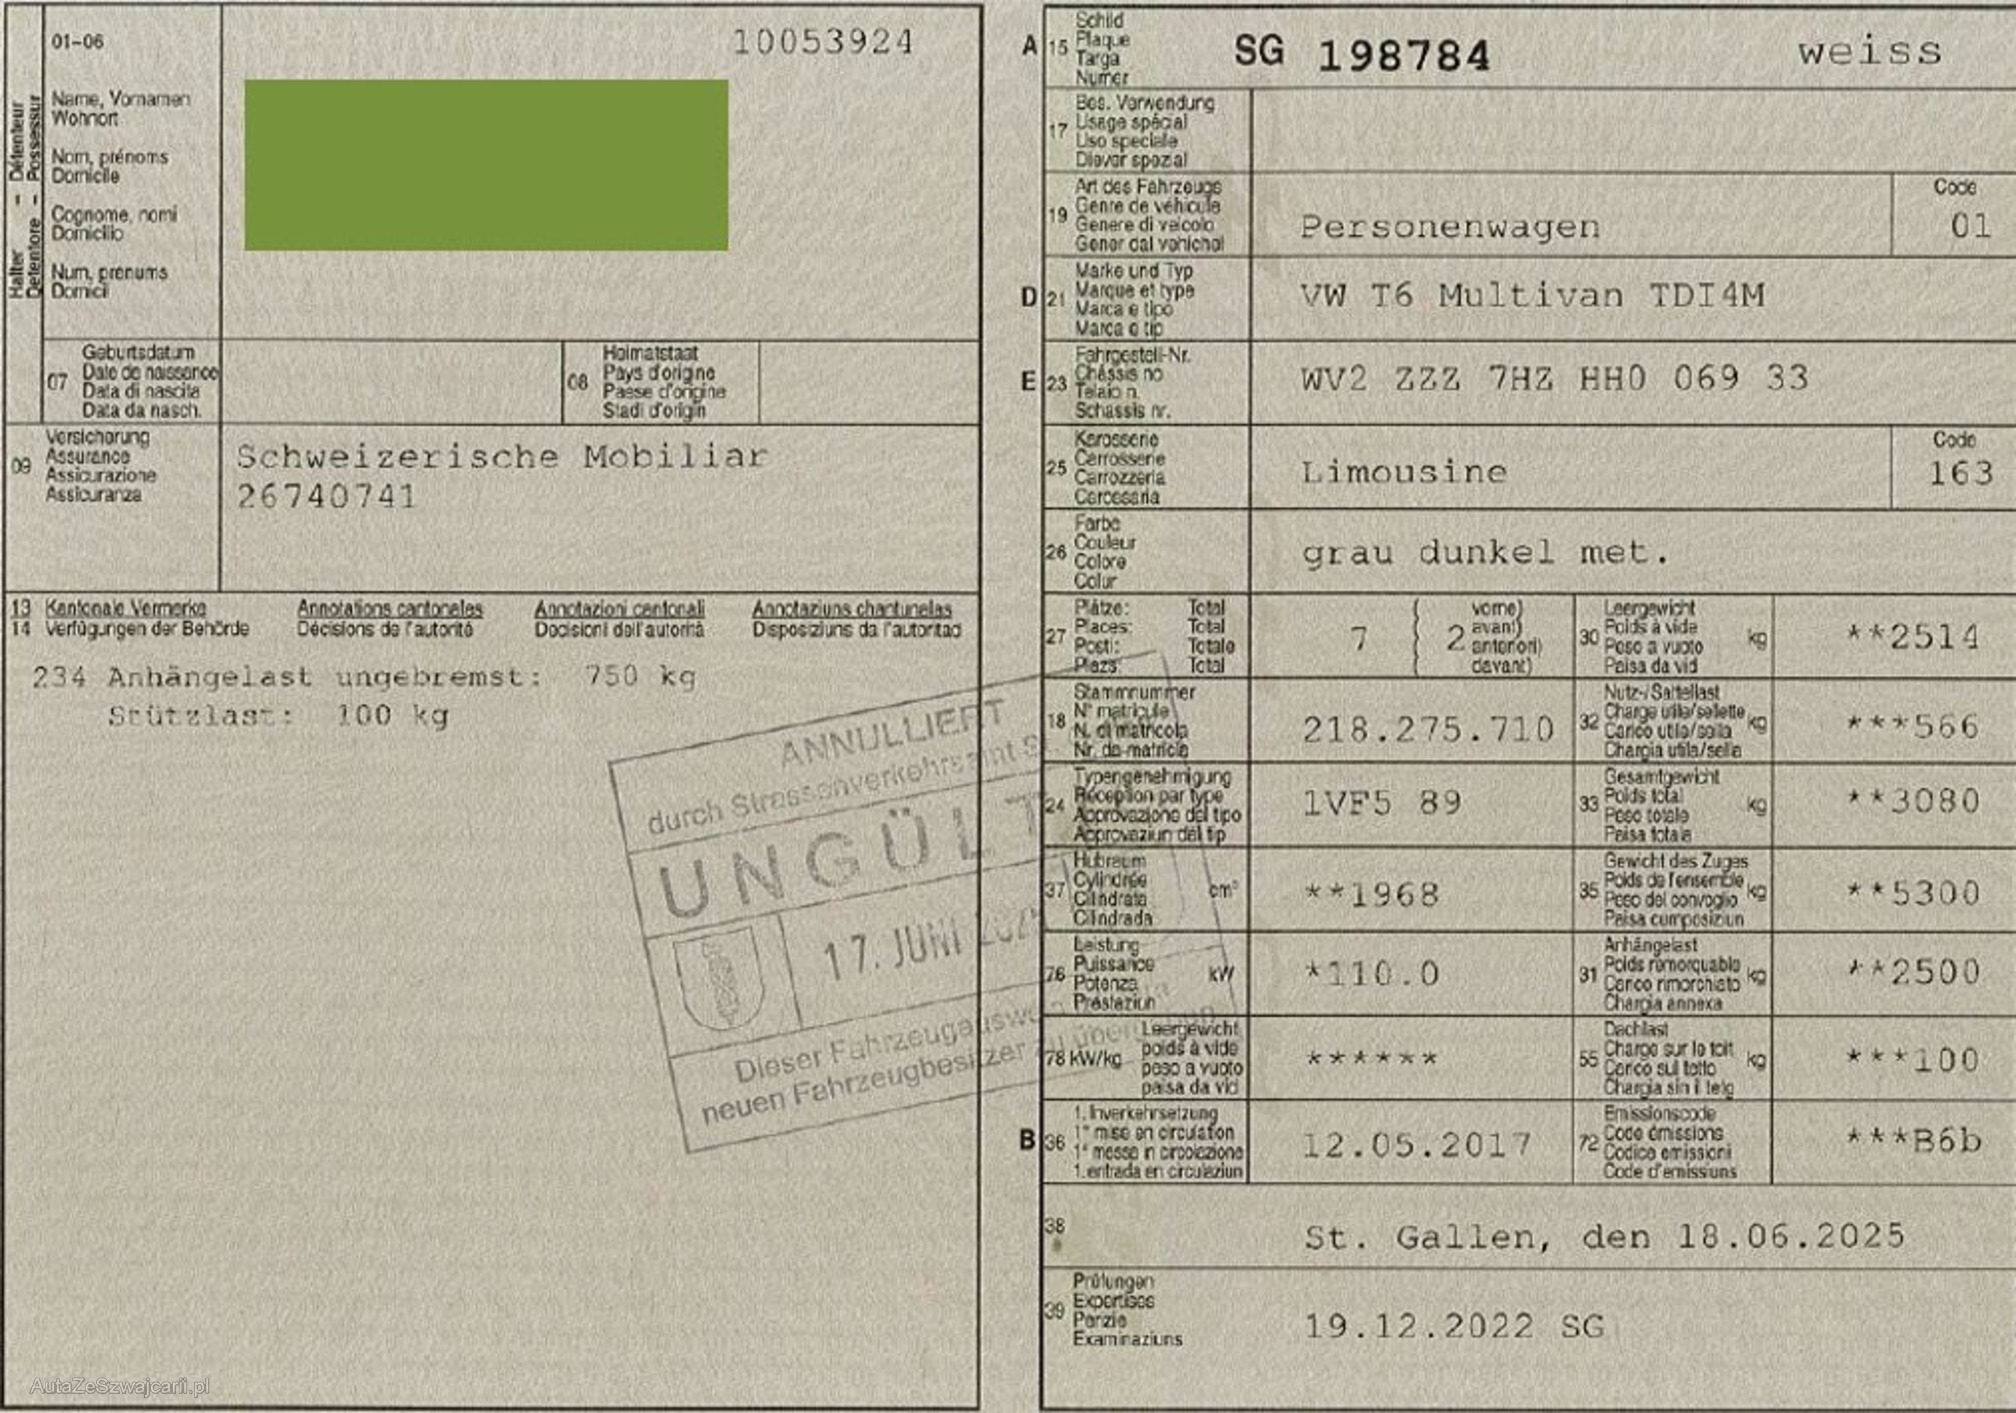 01-06
10053924
Halter – Détenteur
Detentore – Possessur
Name, Vornamen
Wohnort
Nom, prénoms
Domicile
Cognome, nomi
Domicilio
Num, prenums
Domicil
07
Geburtsdatum
Date de naissance
Data di nascita
Data da nasch.
08
Heimatstaat
Pays d'origine
Paese d'origine
Stadi d'origin
09
Versicherung
Assurance
Assicurazione
Assicuranza
Schweizerische Mobiliar
26740741
13 Kantonale Vermerke Annotations cantonales Annotazioni cantonali Annotaziuns chantunalas
14 Verfügungen der Behörde Décisions de l'autorité Decisioni dell'autorità Disposiziuns da l'autoritad
234 Anhängelast ungebremst: 750 kg
Stützlast: 100 kg
ANNULLIERT
durch Strassenverkehrsamt St.
UNGÜLT
17. JUNI
Dieser Fahrzeugausweis
neuen Fahrzeugbesitzer zu übergeben
A 15
Schild
Plaque
Targa
Numer
SG 198784 weiss
17
Bes. Verwendung
Usage spécial
Uso speciale
Diever spezial
19
Art des Fahrzeugs
Genre de véhicule
Genere di veicolo
Gener dal vehichel
Personenwagen
Code
01
D 21
Marke und Typ
Marque et type
Marca e tipo
Marca e tip
VW T6 Multivan TDI4M
E 23
Fahrgestell-Nr.
Châssis no
Telaio n.
Schassis nr.
WV2 ZZZ 7HZ HH0 069 33
25
Karosserie
Carrosserie
Carrozzeria
Carossaria
Limousine
Code
163
26
Farbe
Couleur
Colore
Colur
grau dunkel met.
27
Plätze: Total
Places: Total
Posti: Totale
Plazs: Total
7
2
vorne)
avant)
anteriori)
davant)
30
Leergewicht
Poids à vide
Peso a vuoto
Paisa da vid
kg
**2514
18
Stammnummer
N° matricule
N. di matricola
Nr. da matricla
218.275.710
32
Nutz-/Sattellast
Charge utile/sellette
Carico utile/sella
Chargia utila/sella
kg
***566
24
Typengenehmigung
Réception par type
Approvazione del tipo
Approvaziun dal tip
1VF5 89
33
Gesamtgewicht
Poids total
Peso totale
Paisa totala
kg
**3080
37
Hubraum
Cylindrée
Cilindrata
Cilindrada
cm³
**1968
35
Gewicht des Zuges
Poids de l'ensemble
Peso del convoglio
Paisa cumposiziun
kg
**5300
76
Leistung
Puissance
Potenza
Prestaziun
kW
*110.0
31
Anhängelast
Poids remorquable
Carico rimorchiato
Chargia annexa
kg
**2500
78 kW/kg
Leergewicht
poids à vide
peso a vuoto
paisa da vid
******
55
Dachlast
Charge sur le toit
Carico sul tetto
Chargia sin il tetg
kg
***100
B 36
1. Inverkehrsetzung
1° mise en circulation
1° messa in circolazione
1. entrada en circulaziun
12.05.2017
72
Emissionscode
Code émissions
Codice emissioni
Code d'emissiuns
***B6b
38
St. Gallen, den 18.06.2025
39
Prüfungen
Expertises
Perizie
Examinaziuns
19.12.2022 SG
AutaZeSzwajcarii.pl